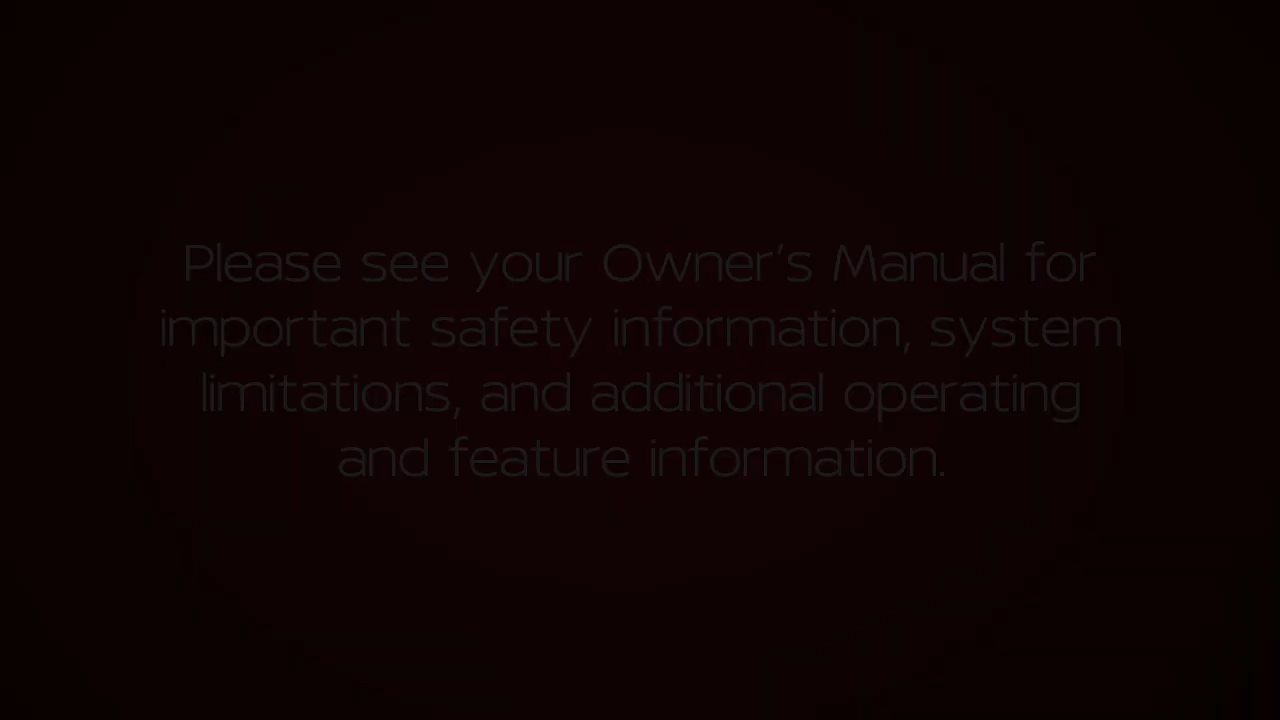 Please see your Owner’s Manual for
important safety information, system
limitations, and additional operating
and feature information.